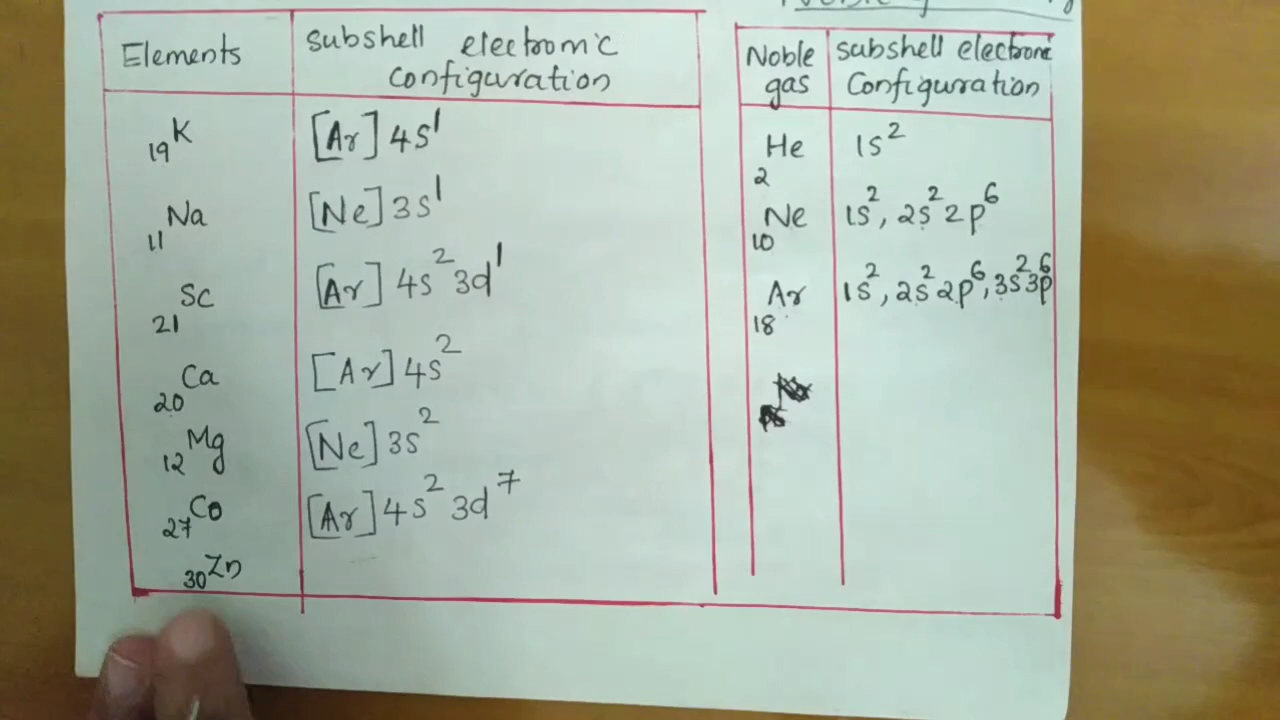 Elements
subshell electronic
configuration
19K
[Ar] 4s¹
11Na
[Ne] 3s¹
21Sc
[Ar] 4s² 3d¹
20Ca
[Ar] 4s²
12Mg
[Ne] 3s²
27Co
[Ar] 4s² 3d⁷
30Zn
Noble
gas
subshell electronic
Configuration
He
2
1s²
Ne
10
1s², 2s² 2p⁶
Ar
18
1s², 2s² 2p⁶, 3s² 3p⁶